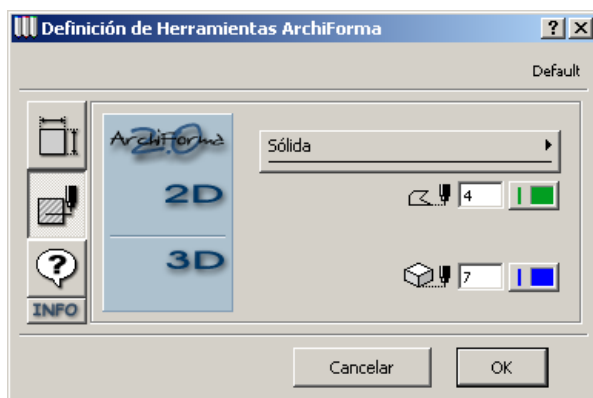 Definición de Herramientas ArchiForma
Default
ArchiForma
2.0
Sólida
2D
4
3D
7
INFO
Cancelar
OK